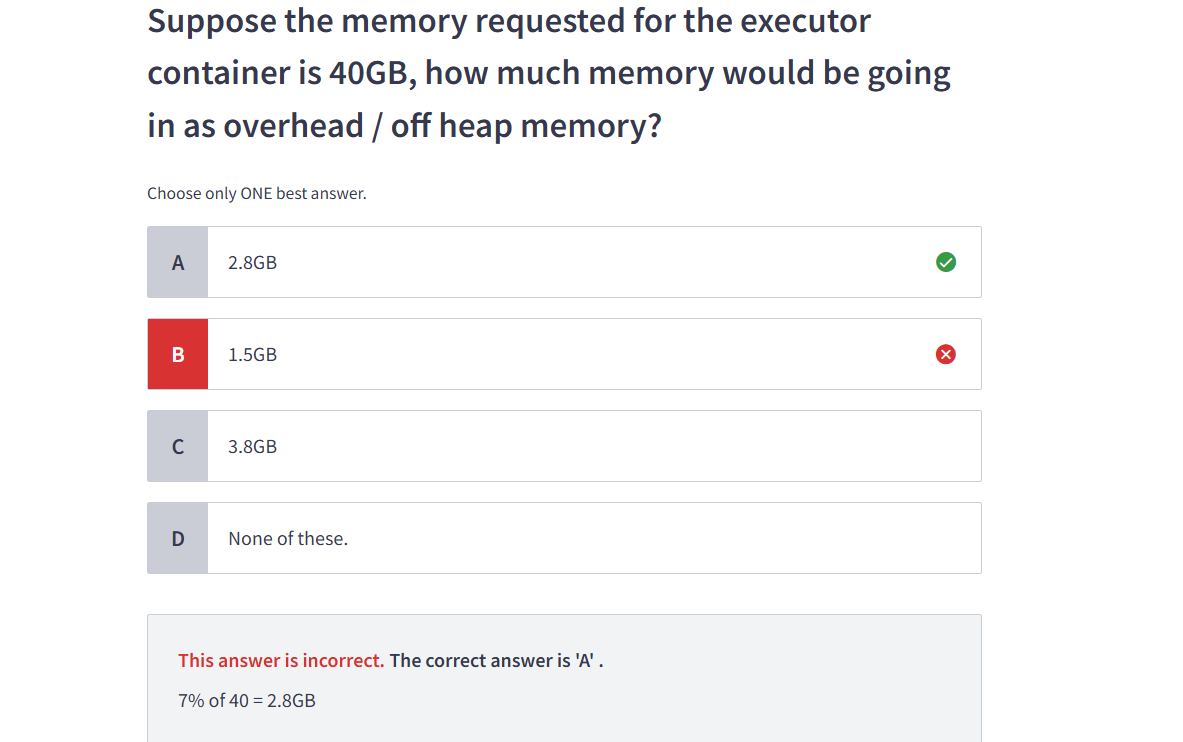 Suppose the memory requested for the executor
container is 40GB, how much memory would be going
in as overhead / off heap memory?
Choose only ONE best answer.
A 2.8GB
B 1.5GB
C 3.8GB
D None of these.
This answer is incorrect. The correct answer is 'A' .
7% of 40 = 2.8GB